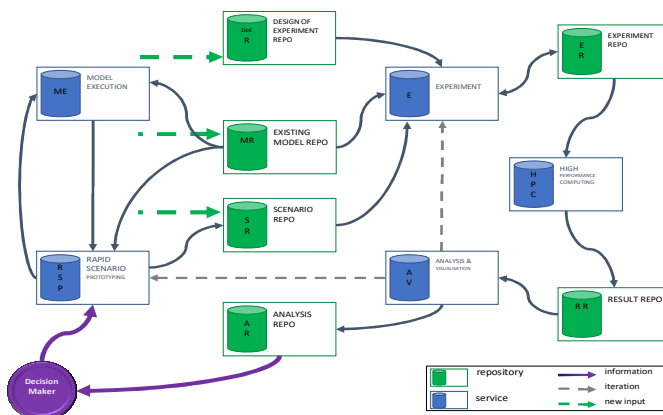 DoE
R
DESIGN OF
EXPERIMENT
REPO
E
R
EXPERIMENT
REPO
ME
MODEL
EXECUTION
E
EXPERIMENT
MR
EXISTING
MODEL REPO
H
P
C
HIGH
PERFORMANCE
COMPUTING
S
R
SCENARIO
REPO
R
S
P
RAPID
SCENARIO
PROTOTYPING
A
V
ANALYSIS &
VISUALISATION
A
R
ANALYSIS
REPO
R R
RESULT REPO
Decision
Maker
repository
service
information
iteration
new input